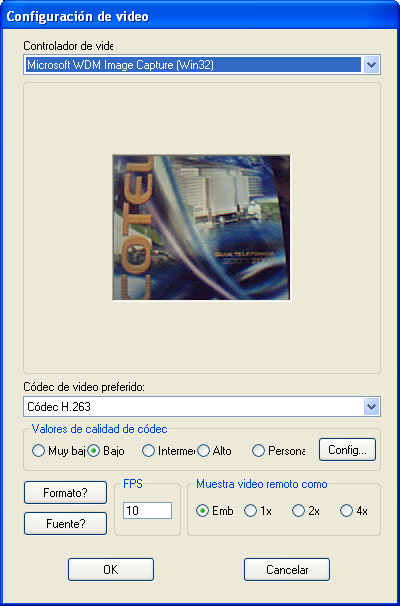 Configuración de video
Controlador de vide
Microsoft WDM Image Capture (Win32)
COTEL
GUIA TELEFONICA
Códec de video preferido:
Códec H.263
Valores de calidad de códec
Muy baj Bajo Interme Alto Persona Config...
Formato? FPS Muestra video remoto como
10 Emb 1x 2x 4x
Fuente?
OK Cancelar